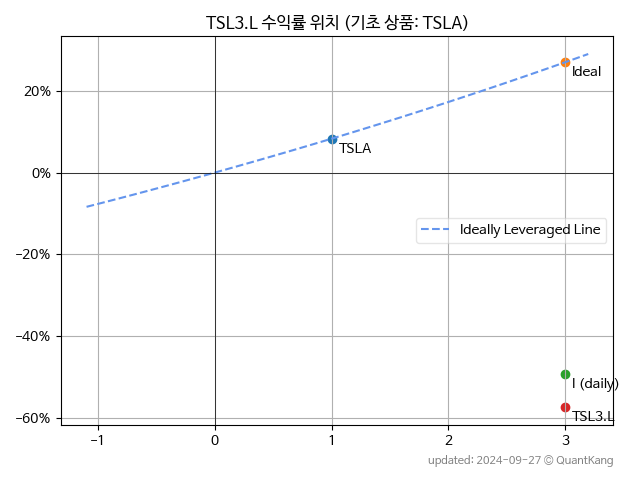 TSL3.L 수익률 위치 (기초 상품: TSLA)
20%
0%
−20%
−40%
−60%
Ideal
TSLA
Ideally Leveraged Line
I (daily)
TSL3.L
−1
0
1
2
3
updated: 2024-09-27 © QuantKang